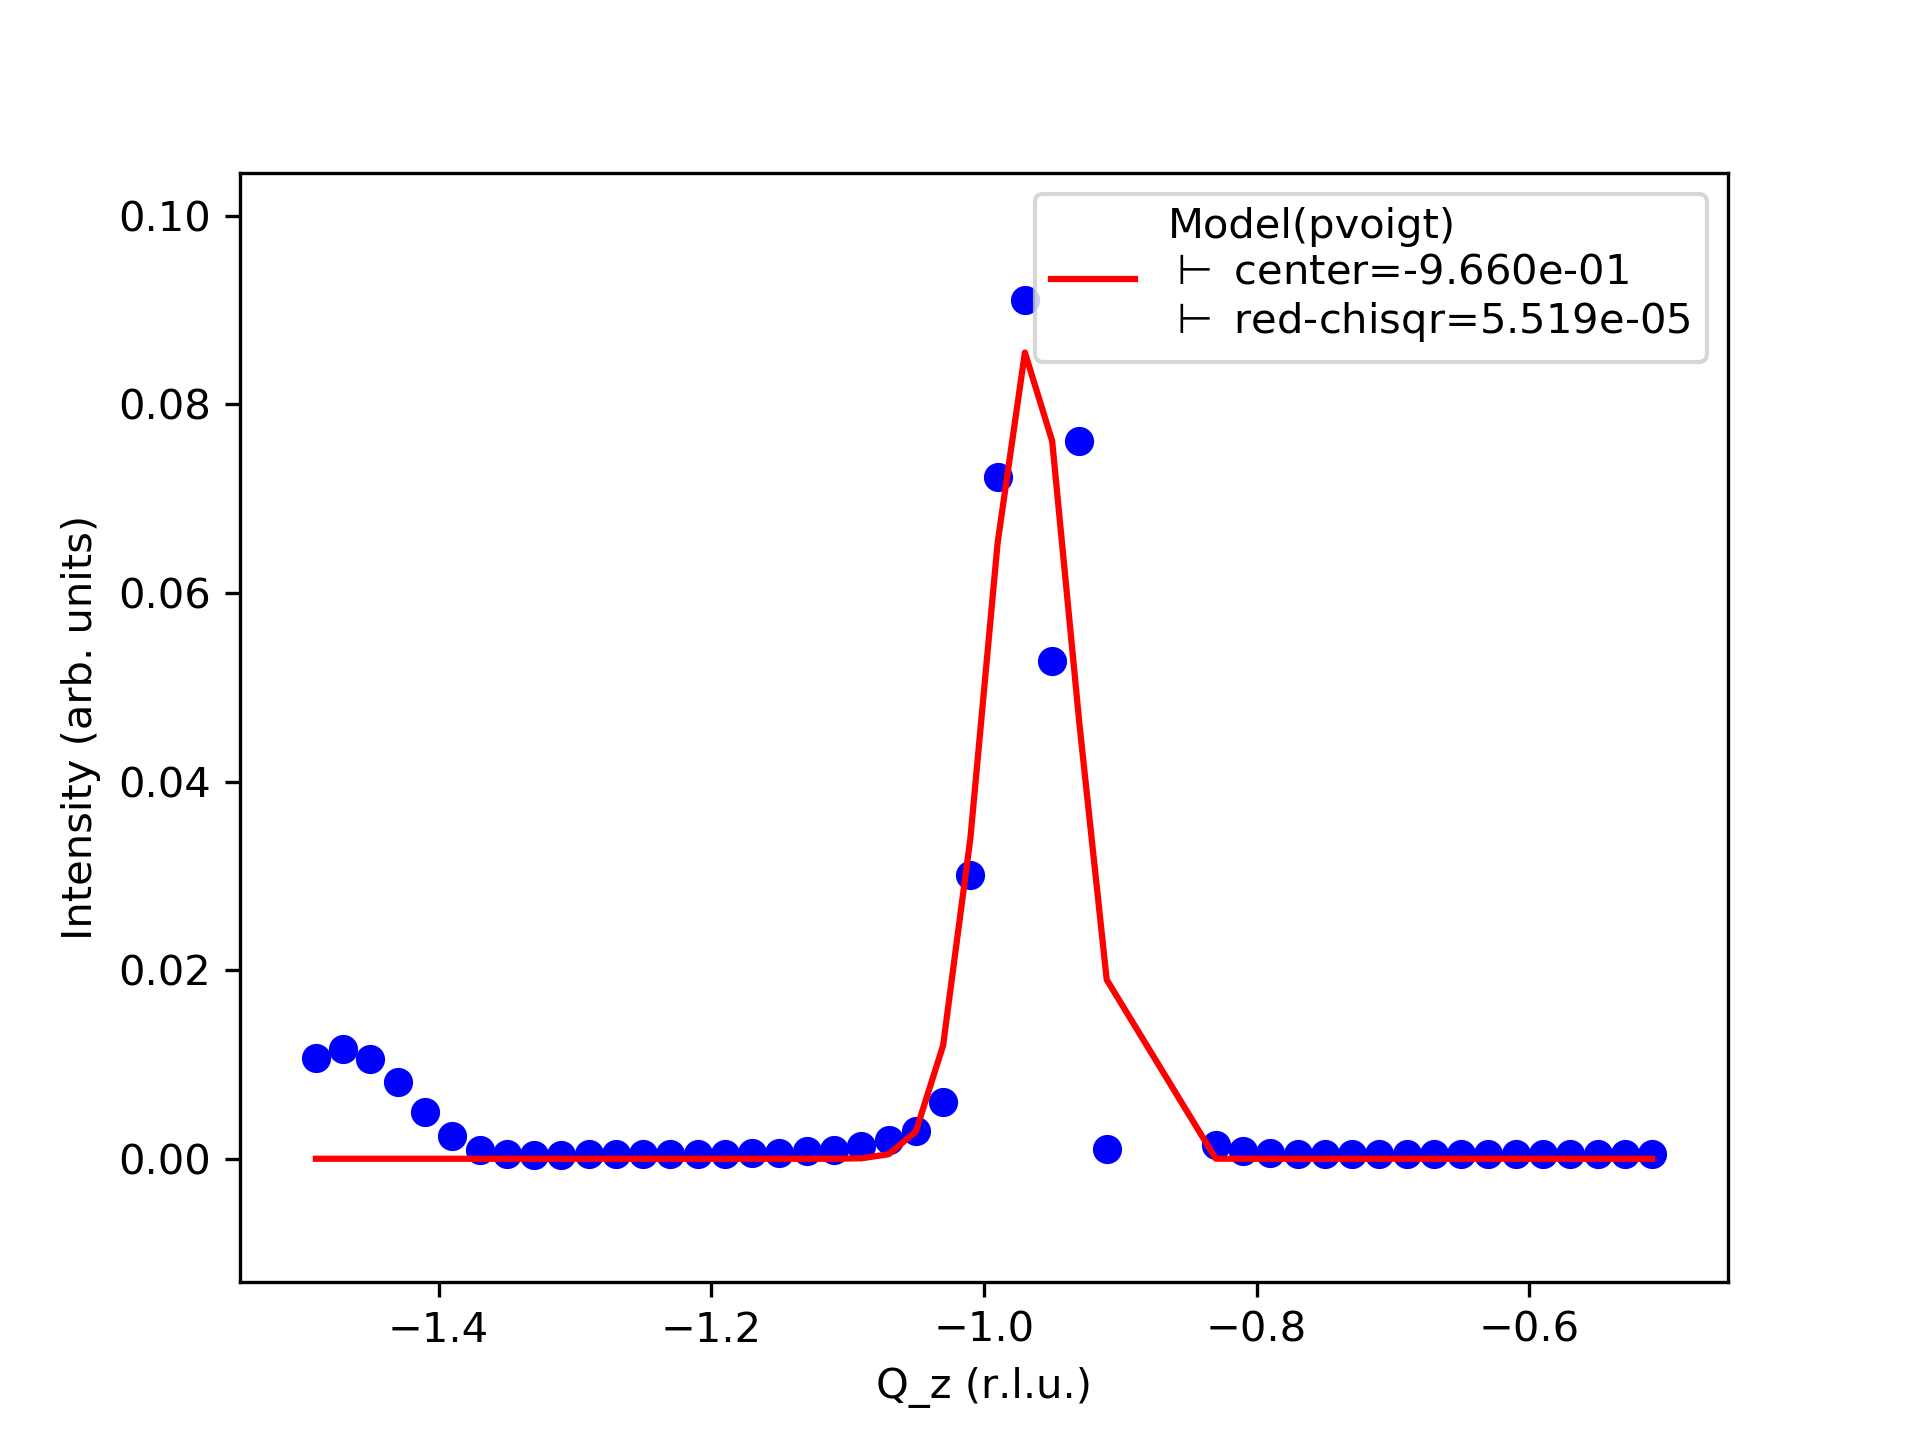 Model(pvoigt)
⊢ center=-9.660e-01
⊢ red-chisqr=5.519e-05
0.10
0.08
0.06
0.04
0.02
0.00
Intensity (arb. units)
−1.4 −1.2 −1.0 −0.8 −0.6
Q_z (r.l.u.)